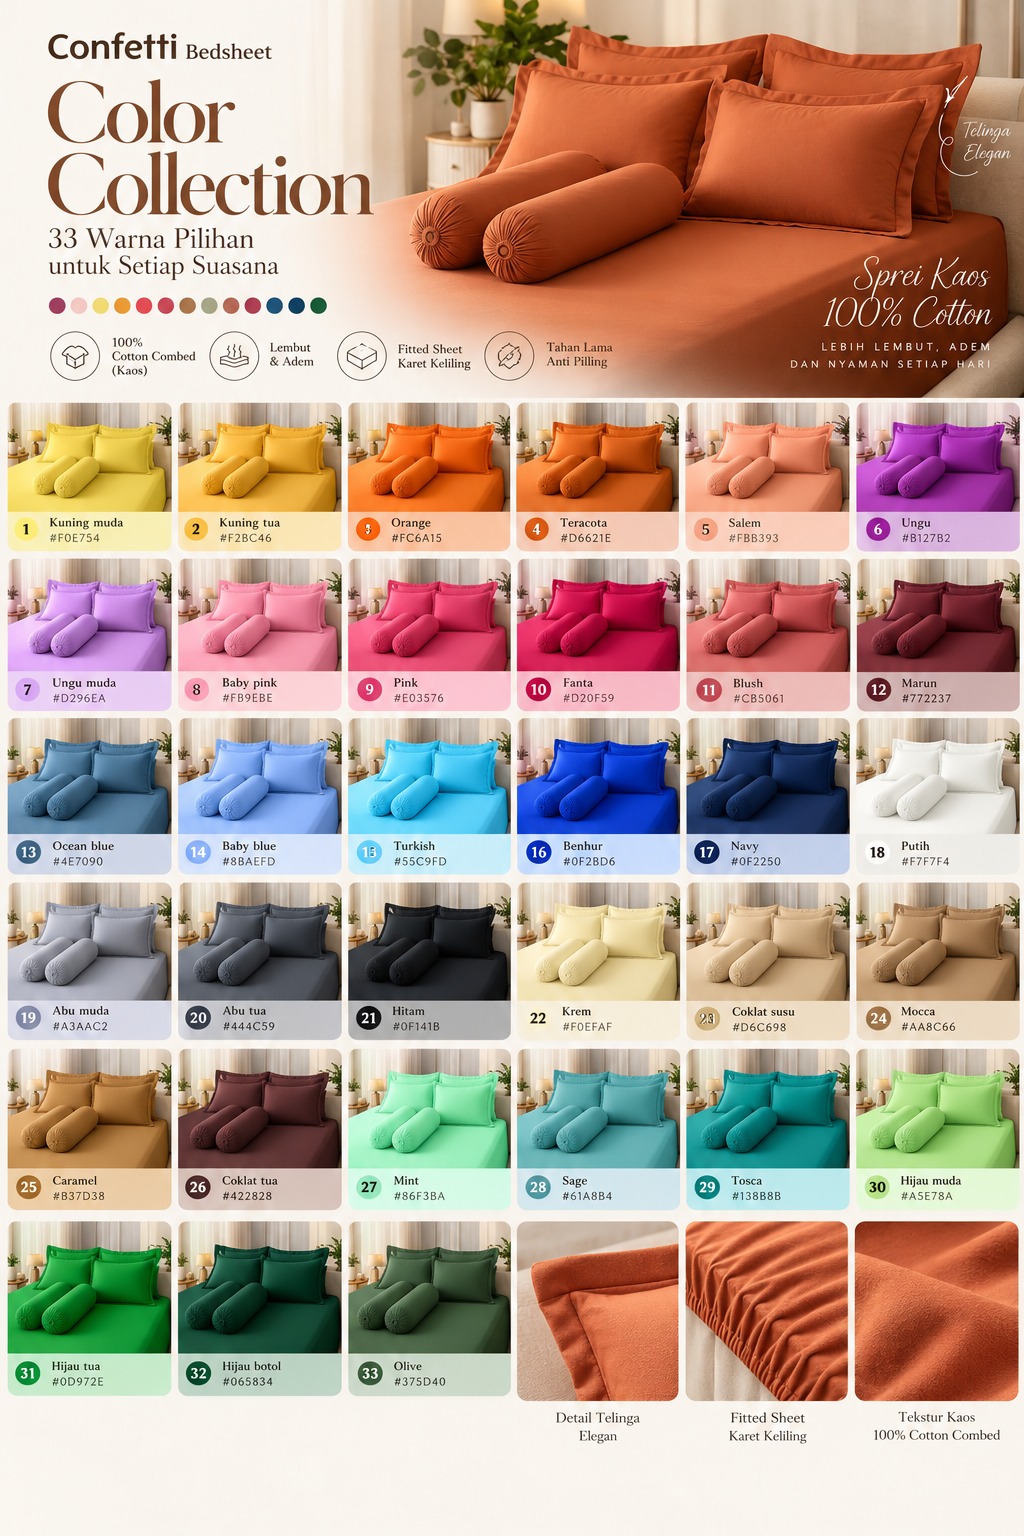 Confetti Bedsheet
Color
Collection
33 Warna Pilihan
untuk Setiap Suasana
100%
Cotton Combed
(Kaos)
Lembut
& Adem
Fitted Sheet
Karet Keliling
Tahan Lama
Anti Pilling
Telinga
Elegan
Sprei Kaos
100% Cotton
LEBIH LEMBUT, ADEM
DAN NYAMAN SETIAP HARI
1 Kuning muda
#F0E754
2 Kuning tua
#F2BC46
3 Orange
#FC6A15
4 Teracota
#D6621E
5 Salem
#FBB393
6 Ungu
#B127B2
7 Ungu muda
#D296EA
8 Baby pink
#FB9EBE
9 Pink
#E03576
10 Fanta
#D20F59
11 Blush
#CB5061
12 Marun
#772237
13 Ocean blue
#4E7090
14 Baby blue
#8BAEFD
15 Turkish
#55C9FD
16 Benhur
#0F2BD6
17 Navy
#0F2250
18 Putih
#F7F7F4
19 Abu muda
#A3AAC2
20 Abu tua
#444C59
21 Hitam
#0F141B
22 Krem
#F0EFAF
23 Coklat susu
#D6C698
24 Mocca
#AA8C66
25 Caramel
#B37D38
26 Coklat tua
#422828
27 Mint
#86F3BA
28 Sage
#61A8B4
29 Tosca
#138B8B
30 Hijau muda
#A5E78A
31 Hijau tua
#0D972E
32 Hijau botol
#065834
33 Olive
#375D40
Detail Telinga
Elegan
Fitted Sheet
Karet Keliling
Tekstur Kaos
100% Cotton Combed